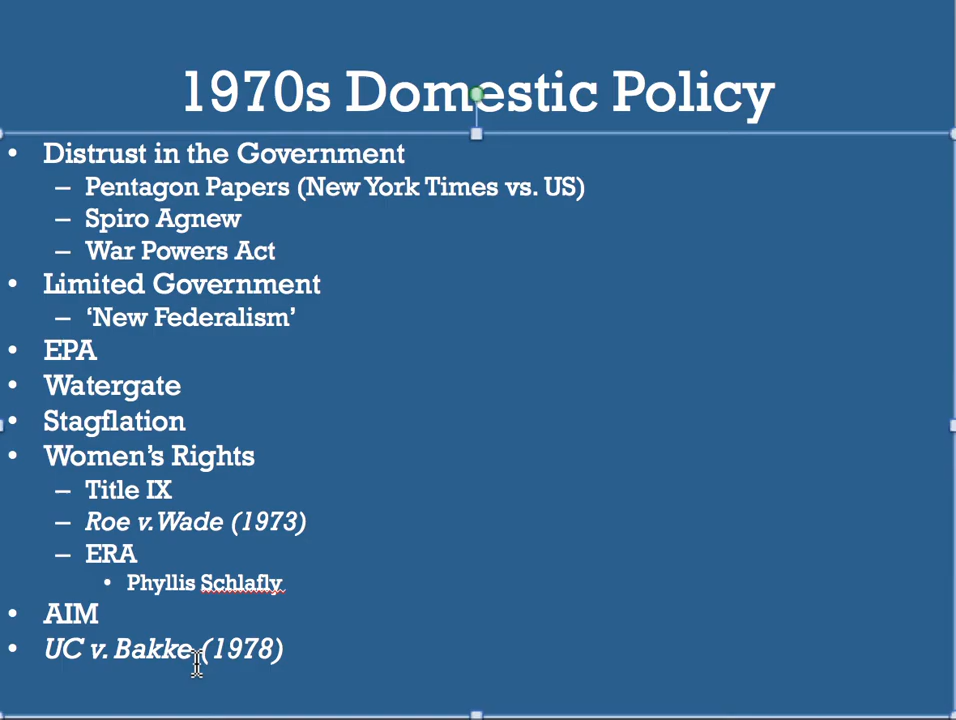 1970s Domestic Policy
• Distrust in the Government
– Pentagon Papers (New York Times vs. US)
– Spiro Agnew
– War Powers Act
• Limited Government
– ‘New Federalism’
• EPA
• Watergate
• Stagflation
• Women’s Rights
– Title IX
– Roe v. Wade (1973)
– ERA
• Phyllis Schlafly
• AIM
• UC v. Bakke (1978)